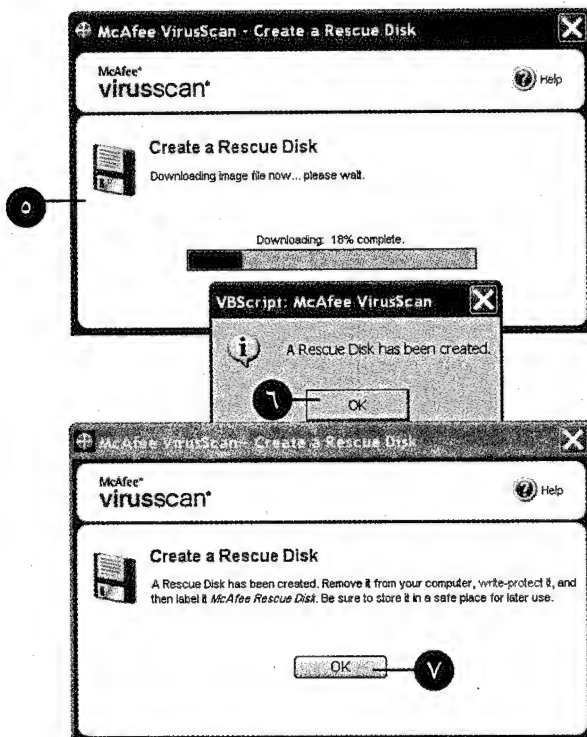 McAfee VirusScan - Create a Rescue Disk
McAfee*
virusscan*
Help
Create a Rescue Disk
Downloading image file now... please wait.
٥
Downloading: 18% complete.
VBScript: McAfee VirusScan
A Rescue Disk has been created.
٦
OK
McAfee VirusScan - Create a Rescue Disk
McAfee*
virusscan*
Help
Create a Rescue Disk
A Rescue Disk has been created. Remove it from your computer, write-protect it, and
then label it McAfee Rescue Disk. Be sure to store it in a safe place for later use.
OK
٧